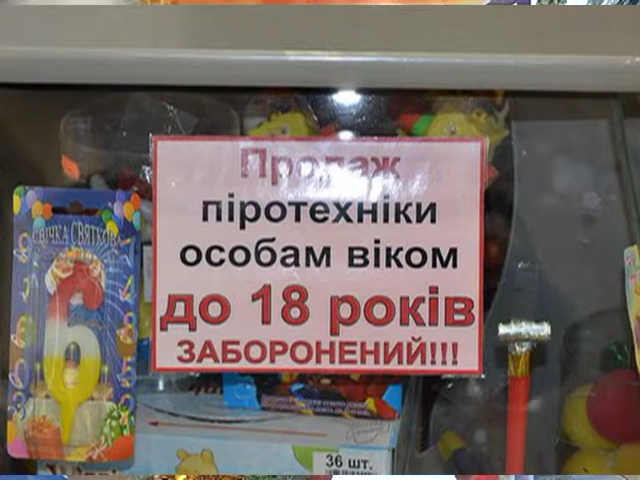 Продаж
піротехніки
особам віком
до 18 років
ЗАБОРОНЕНИЙ!!!
СВІЧКА СВЯТКОВА
36 шт.